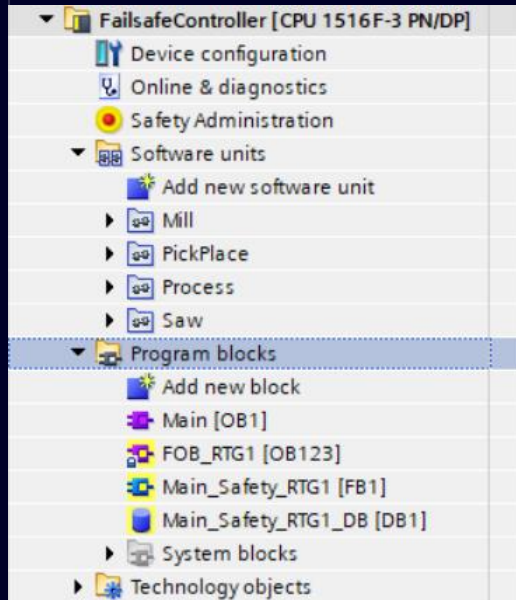 FailsafeController [CPU 1516F-3 PN/DP]
Device configuration
Online & diagnostics
Safety Administration
Software units
Add new software unit
Mill
PickPlace
Process
Saw
Program blocks
Add new block
Main [OB1]
FOB_RTG1 [OB123]
Main_Safety_RTG1 [FB1]
Main_Safety_RTG1_DB [DB1]
System blocks
Technology objects